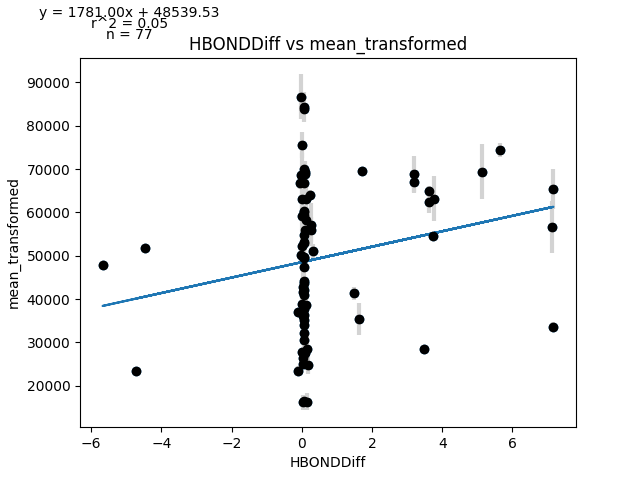 y = 1781.00x + 48539.53
r^2 = 0.05
n = 77
HBONDDiff vs mean_transformed
90000
80000
70000
60000
50000
40000
30000
20000
mean_transformed
−6
−4
−2
0
2
4
6
HBONDDiff